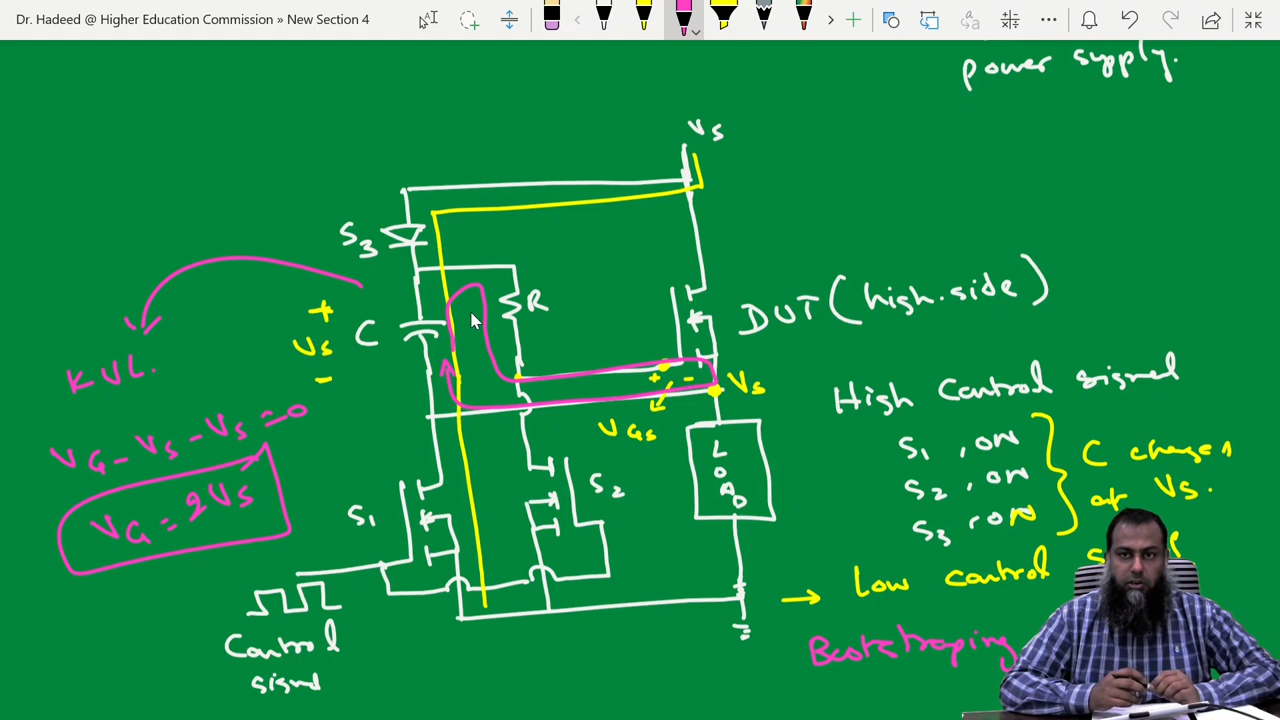 Dr. Hadeed @ Higher Education Commission » New Section 4
power supply.
Vs
S3
R
C
+
Vs
-
DUT (high-side)
+ -
Vs
VGS
KVL.
VG - Vs - Vs = 0
VG = 2Vs
High Control signal
S1, ON
S2, ON
S3, ON
C charges
at Vs.
LOAD
S1
S2
→ Low control
Control
signal
Bootstraping